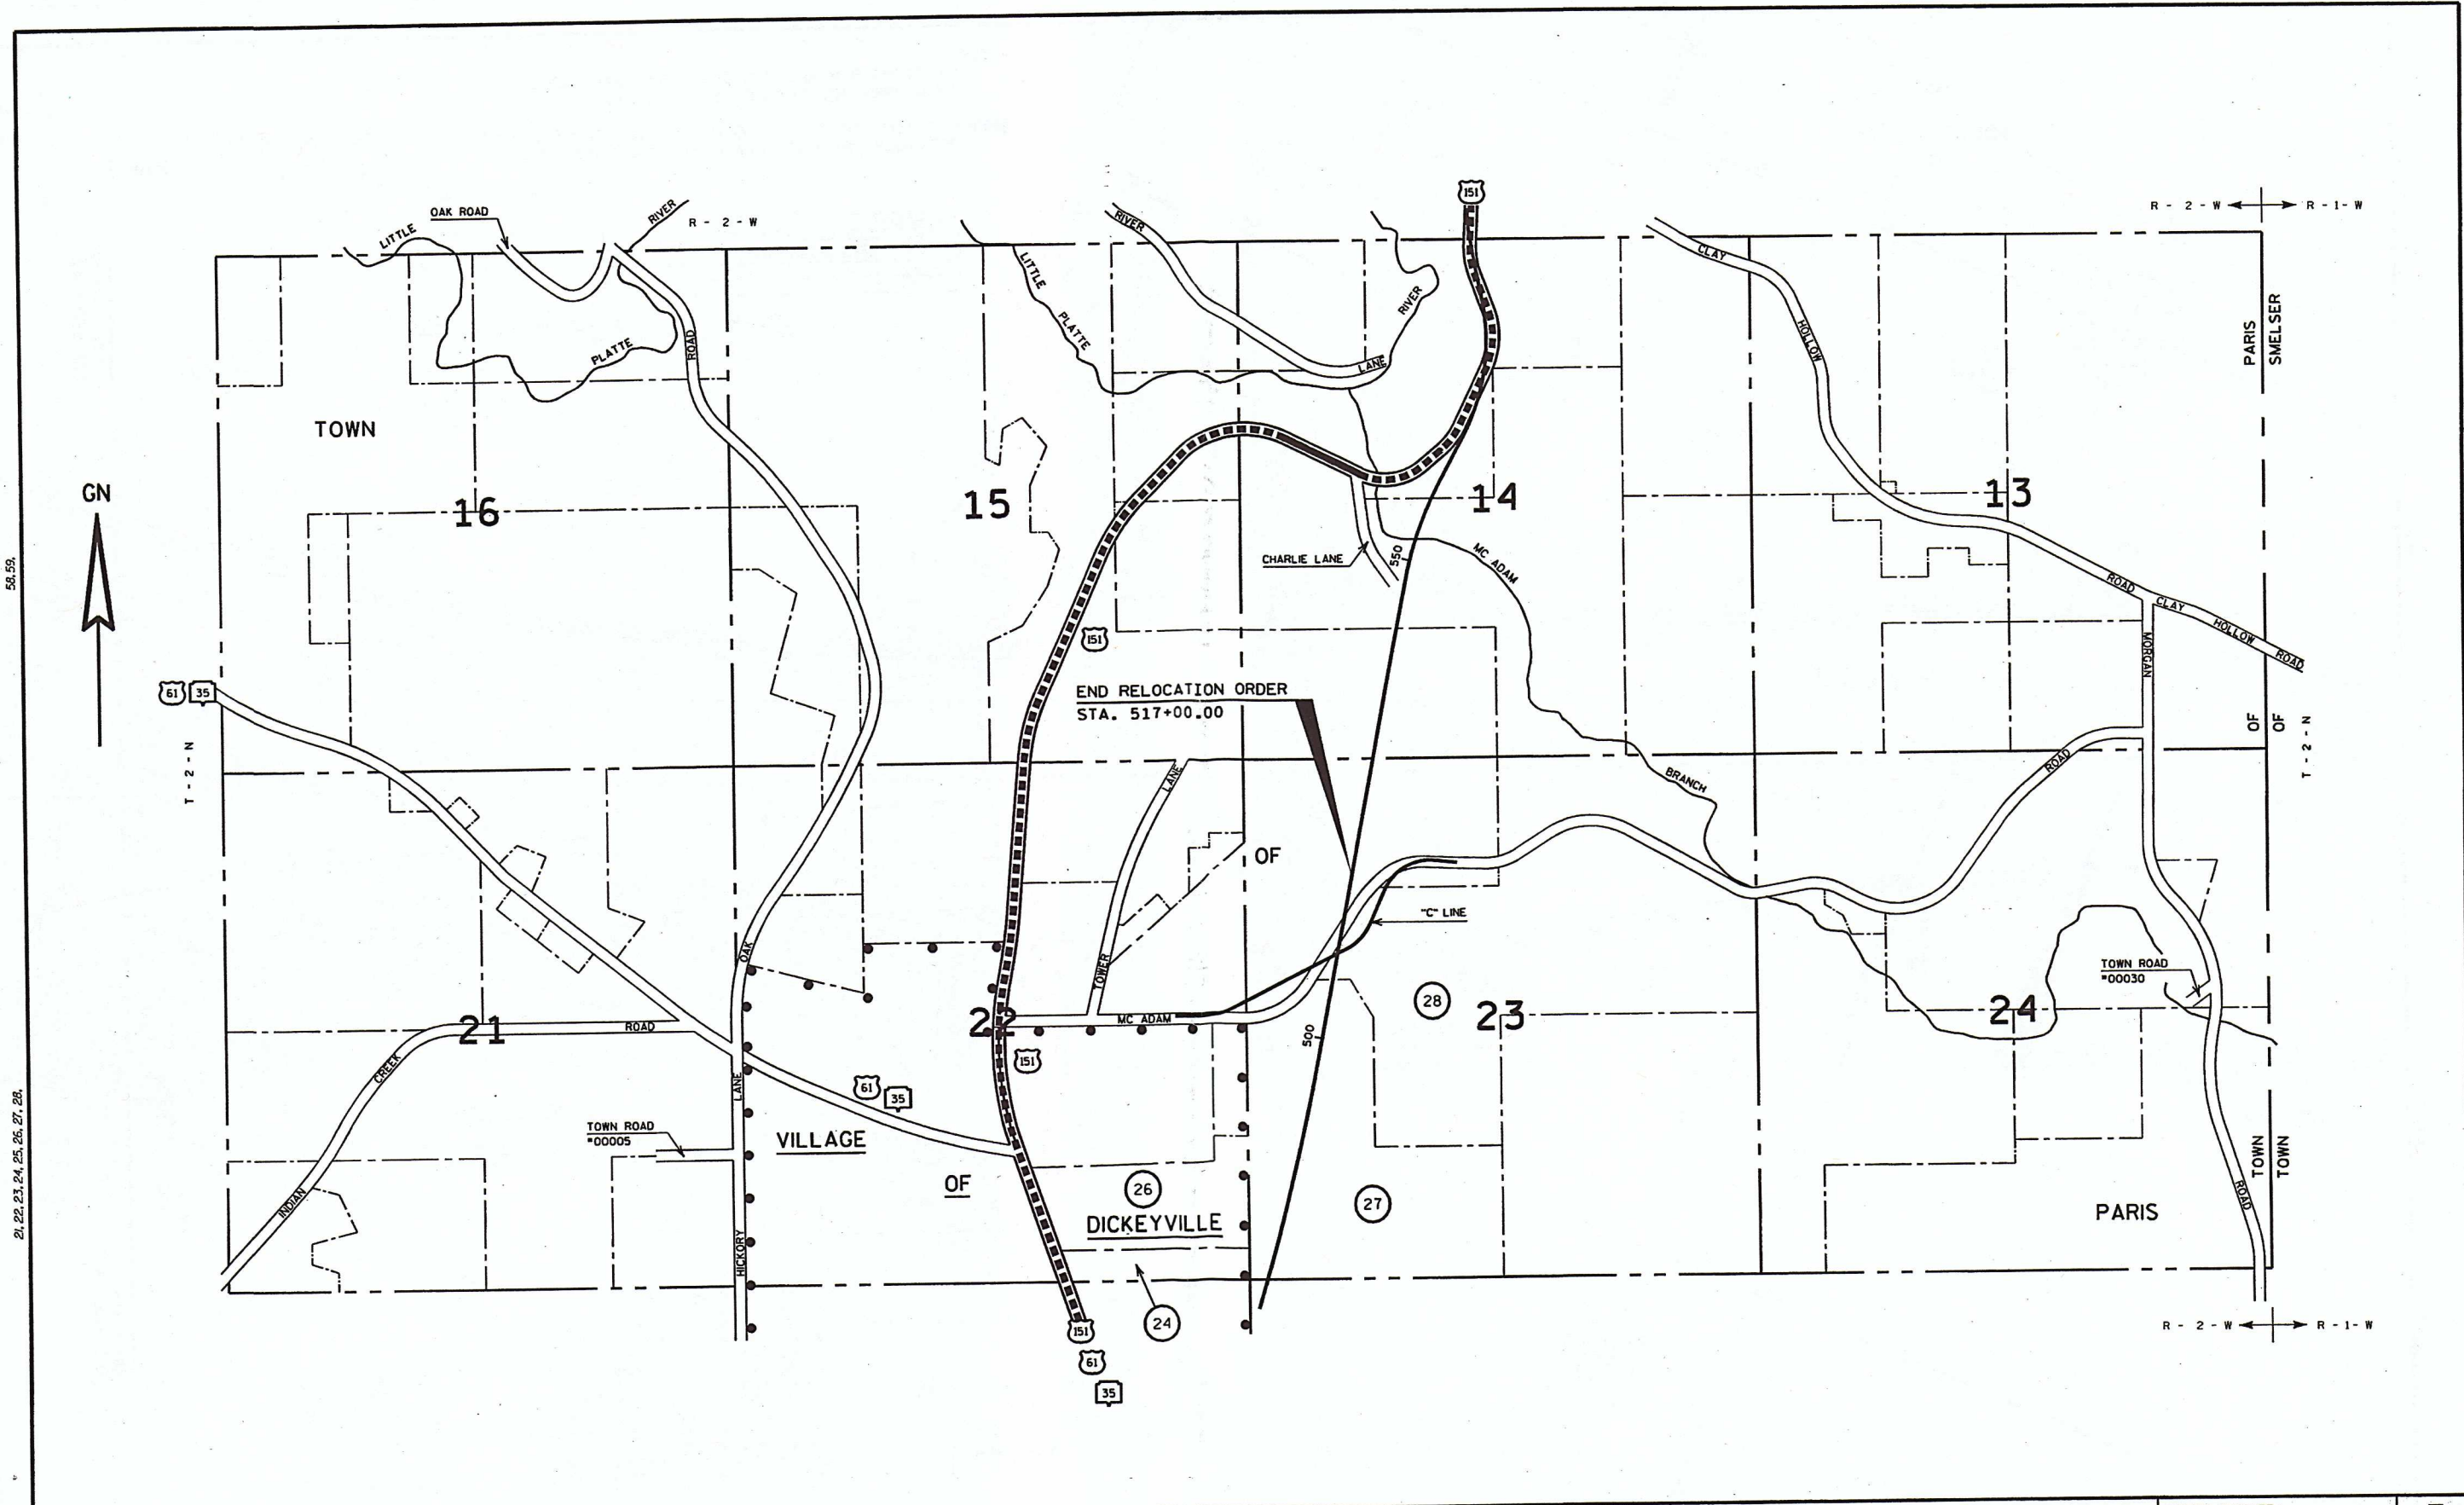 151
R - 2 - W
R - 1 - W
OAK ROAD
RIVER
R - 2 - W
LITTLE
RIVER
CLAY
LITTLE
RIVER
PLATTE
HOLLOW
PARIS
SMELSER
ROAD
PLATTE
LANE
TOWN
GN
16
15
14
13
58, 59,
CHARLIE LANE
550
MC ADAM
ROAD
CLAY
HOLLOW
ROAD
151
MORGAN
61
35
END RELOCATION ORDER
STA. 517+00.00
OF
OF
T - 2 - N
T - 2 - N
LANE
BRANCH
ROAD
OF
"C" LINE
OAK
TOWER
TOWN ROAD
*00030
21
ROAD
22
MC ADAM
28
23
24
500
151
CREEK
LANE
61
35
21, 22, 23, 24, 25, 26, 27, 28,
TOWN ROAD
*00005
VILLAGE
TOWN
TOWN
OF
26
27
INDIAN
ROAD
DICKEYVILLE
PARIS
HICKORY
24
151
R - 2 - W
R - 1 - W
61
35